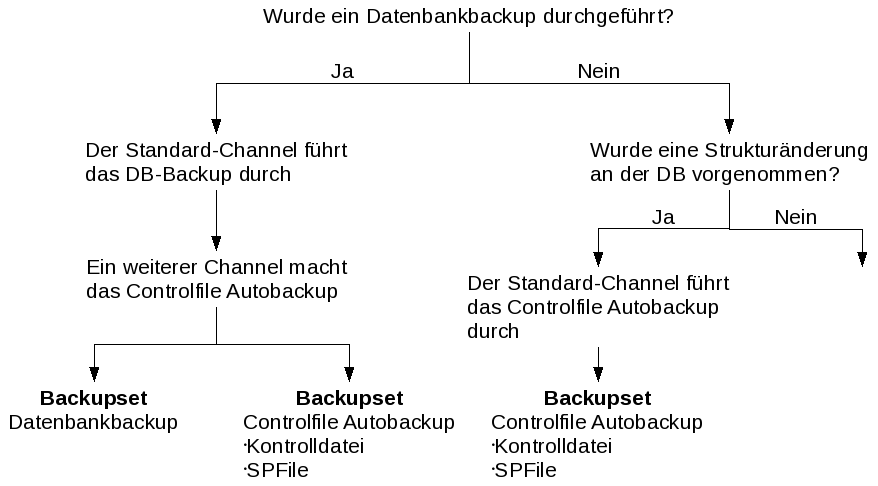 Wurde ein Datenbankbackup durchgeführt?
Ja
Nein
Der Standard-Channel führt
das DB-Backup durch
Wurde eine Strukturänderung
an der DB vorgenommen?
Ja
Nein
Ein weiterer Channel macht
das Controlfile Autobackup
Der Standard-Channel führt
das Controlfile Autobackup
durch
Backupset
Datenbankbackup
Backupset
Controlfile Autobackup
·Kontrolldatei
·SPFile
Backupset
Controlfile Autobackup
·Kontrolldatei
·SPFile